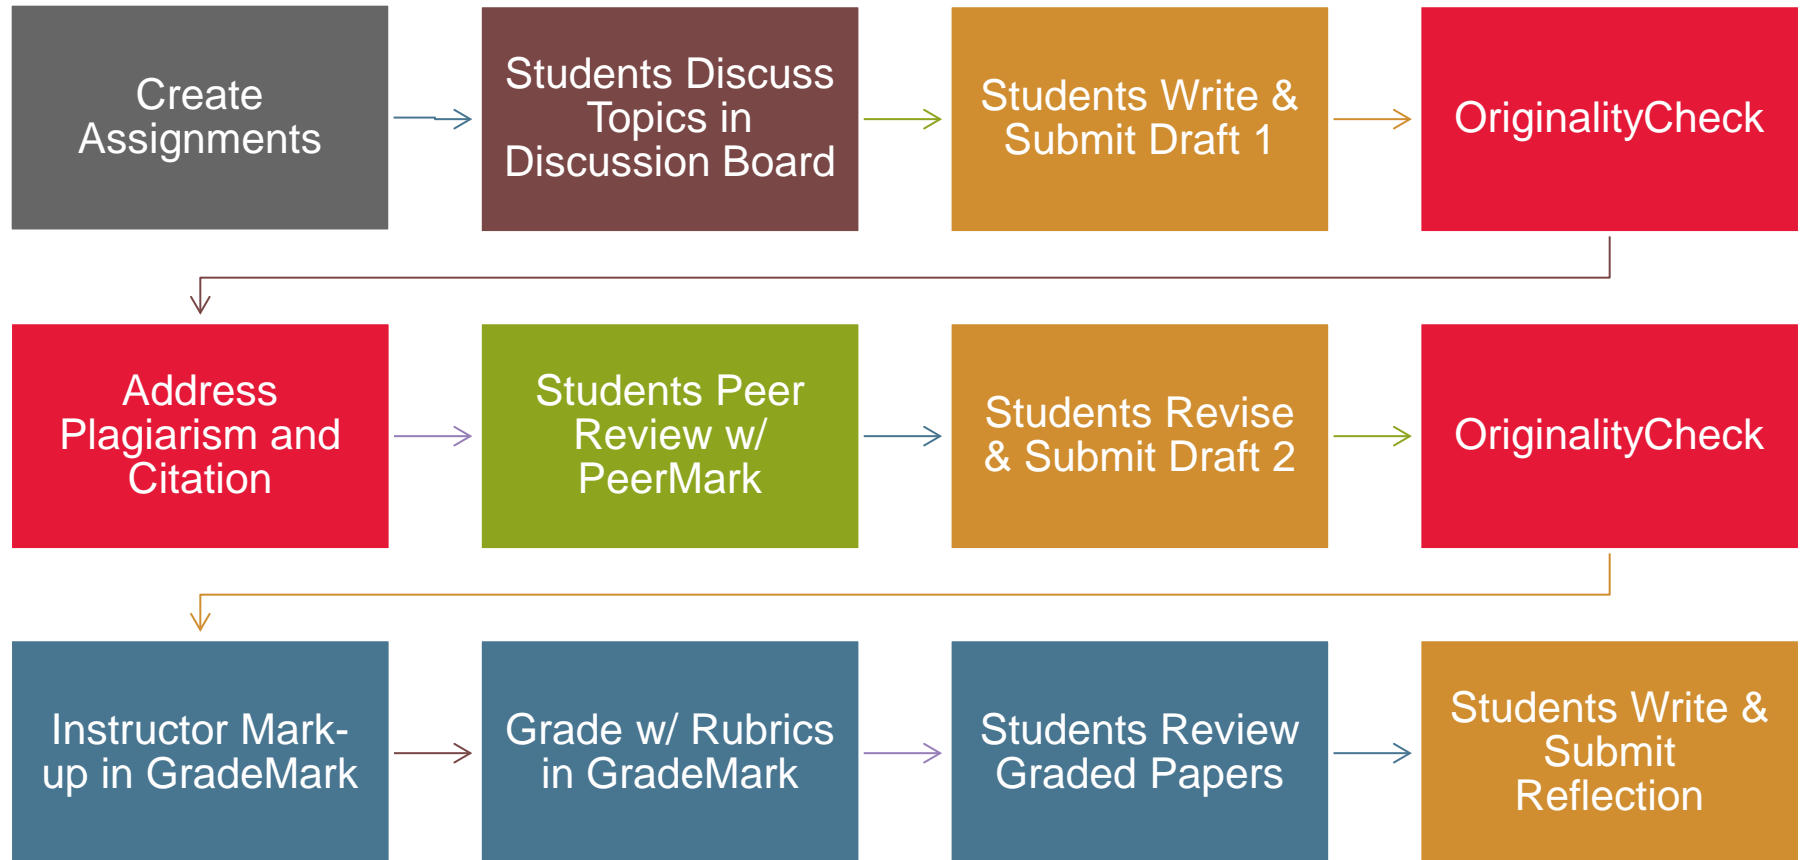 Create
Assignments
Students Discuss
Topics in
Discussion Board
Students Write &
Submit Draft 1
OriginalityCheck
Address
Plagiarism and
Citation
Students Peer
Review w/
PeerMark
Students Revise
& Submit Draft 2
OriginalityCheck
Instructor Mark-
up in GradeMark
Grade w/ Rubrics
in GradeMark
Students Review
Graded Papers
Students Write &
Submit
Reflection